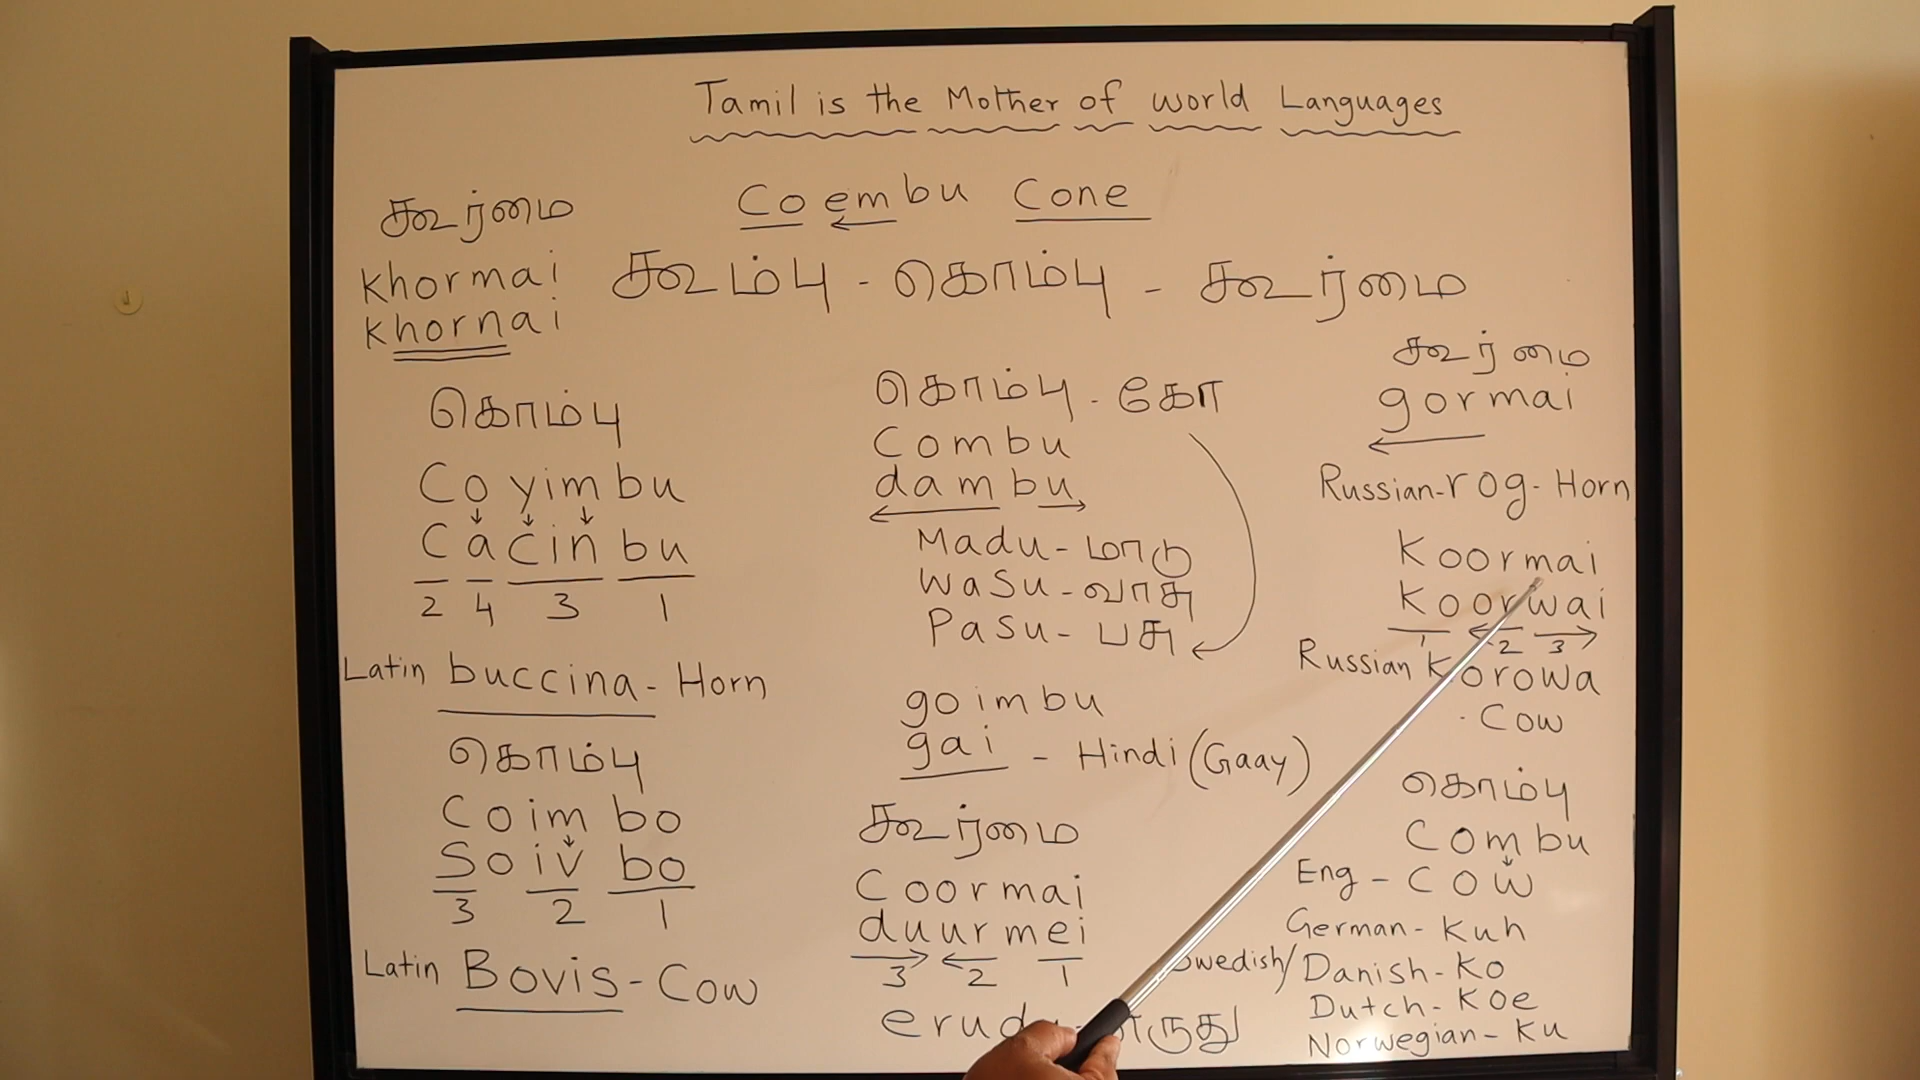 Tamil is the Mother of world Languages
Coembu Cone
கூம்பு - கொம்பு - கூர்மை
கூர்மை
khormai
khornai
கொம்பு
Coyimbu
Cacinbu
2 4 3 1
Latin buccina - Horn
கொம்பு
Coimbo
Soivbo
3 2 1
Latin Bovis - Cow
கொம்பு - கோ
Combu
dambu
Madu - மாடு
wasu - வாசு
Pasu - பசு
goimbu
gai - Hindi (Gaay)
கூர்மை
Coormai
duurmei
3 2 1
கூர்மை
gormai
Russian - rog - Horn
Koormai
Koorwai
1 2 3
Russian Korowa
- Cow
கொம்பு
Combu
Eng - COW
German - Kuh
Swedish/Danish - Ko
Dutch - Koe
Norwegian - Ku